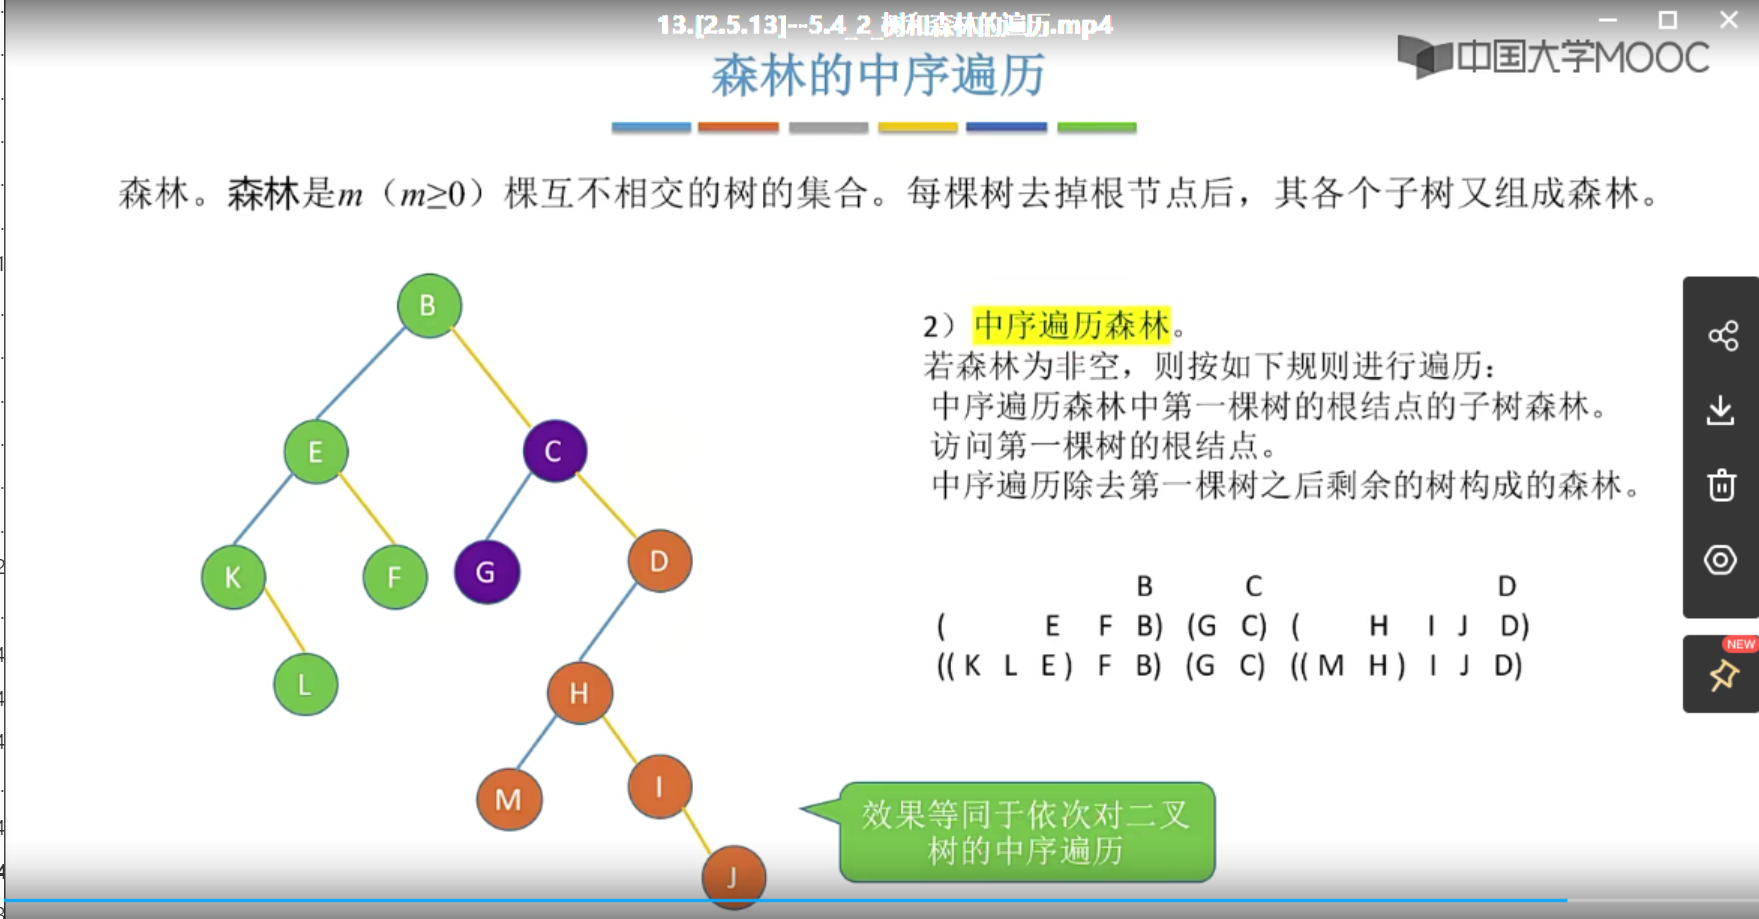 13.[2.5.13]--5.4_2_树和森林的遍历.mp4
中国大学MOOC
森林的中序遍历
森林。森林是m（m≥0）棵互不相交的树的集合。每棵树去掉根节点后，其各个子树又组成森林。
B
E
C
K
F
G
D
L
H
M
I
J
2）中序遍历森林。
若森林为非空，则按如下规则进行遍历：
中序遍历森林中第一棵树的根结点的子树森林。
访问第一棵树的根结点。
中序遍历除去第一棵树之后剩余的树构成的森林。
B C D
( E F B) (G C) ( H I J D)
(( K L E ) F B) (G C) (( M H ) I J D)
效果等同于依次对二叉
树的中序遍历
NEW